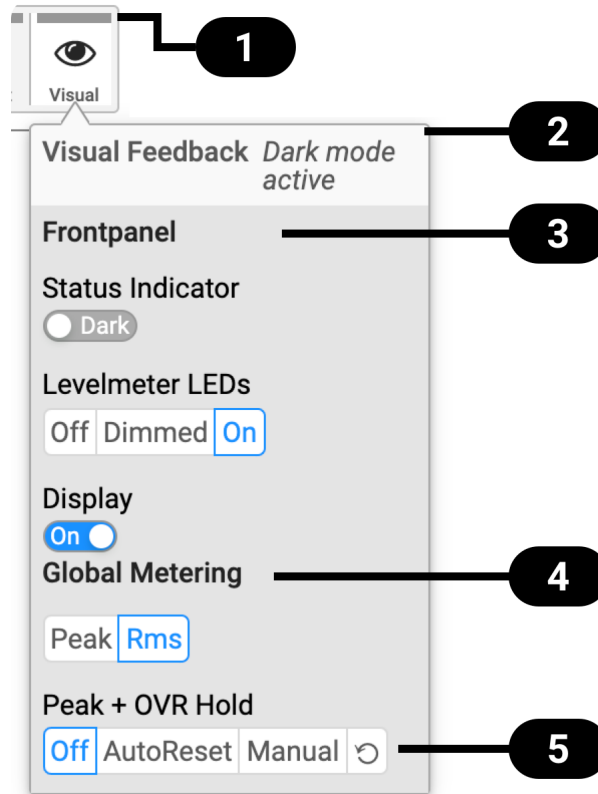 1
Visual
2
Visual Feedback Dark mode
active
Frontpanel
3
Status Indicator
Dark
Levelmeter LEDs
Off Dimmed On
Display
On
Global Metering
4
Peak Rms
Peak + OVR Hold
Off AutoReset Manual
5